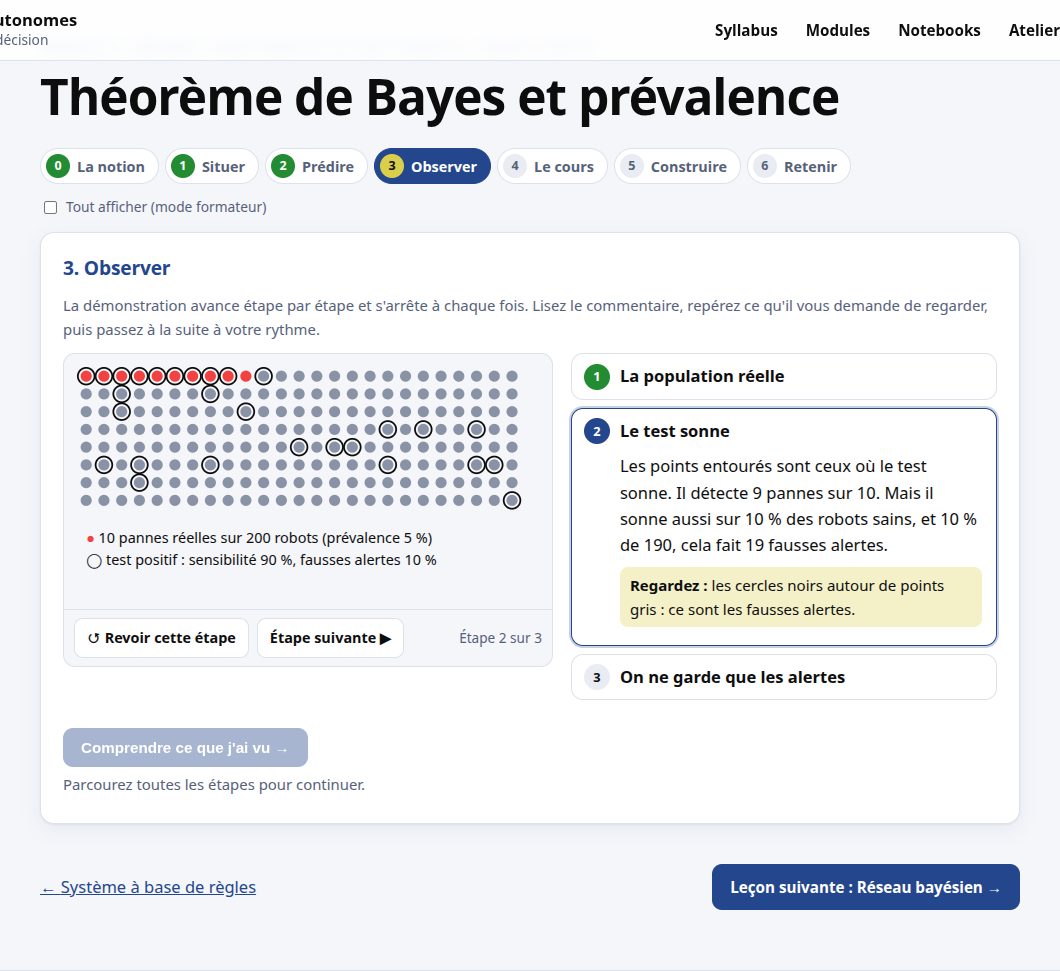 utonomes
décision
Syllabus Modules Notebooks Atelier
Théorème de Bayes et prévalence
0 La notion 1 Situer 2 Prédire 3 Observer 4 Le cours 5 Construire 6 Retenir
Tout afficher (mode formateur)
3. Observer
La démonstration avance étape par étape et s'arrête à chaque fois. Lisez le commentaire, repérez ce qu'il vous demande de regarder,
puis passez à la suite à votre rythme.
10 pannes réelles sur 200 robots (prévalence 5 %)
test positif : sensibilité 90 %, fausses alertes 10 %
↺ Revoir cette étape Étape suivante ▶ Étape 2 sur 3
1 La population réelle
2 Le test sonne
Les points entourés sont ceux où le test
sonne. Il détecte 9 pannes sur 10. Mais il
sonne aussi sur 10 % des robots sains, et 10 %
de 190, cela fait 19 fausses alertes.
Regardez : les cercles noirs autour de points
gris : ce sont les fausses alertes.
3 On ne garde que les alertes
Comprendre ce que j'ai vu →
Parcourez toutes les étapes pour continuer.
← Système à base de règles
Leçon suivante : Réseau bayésien →